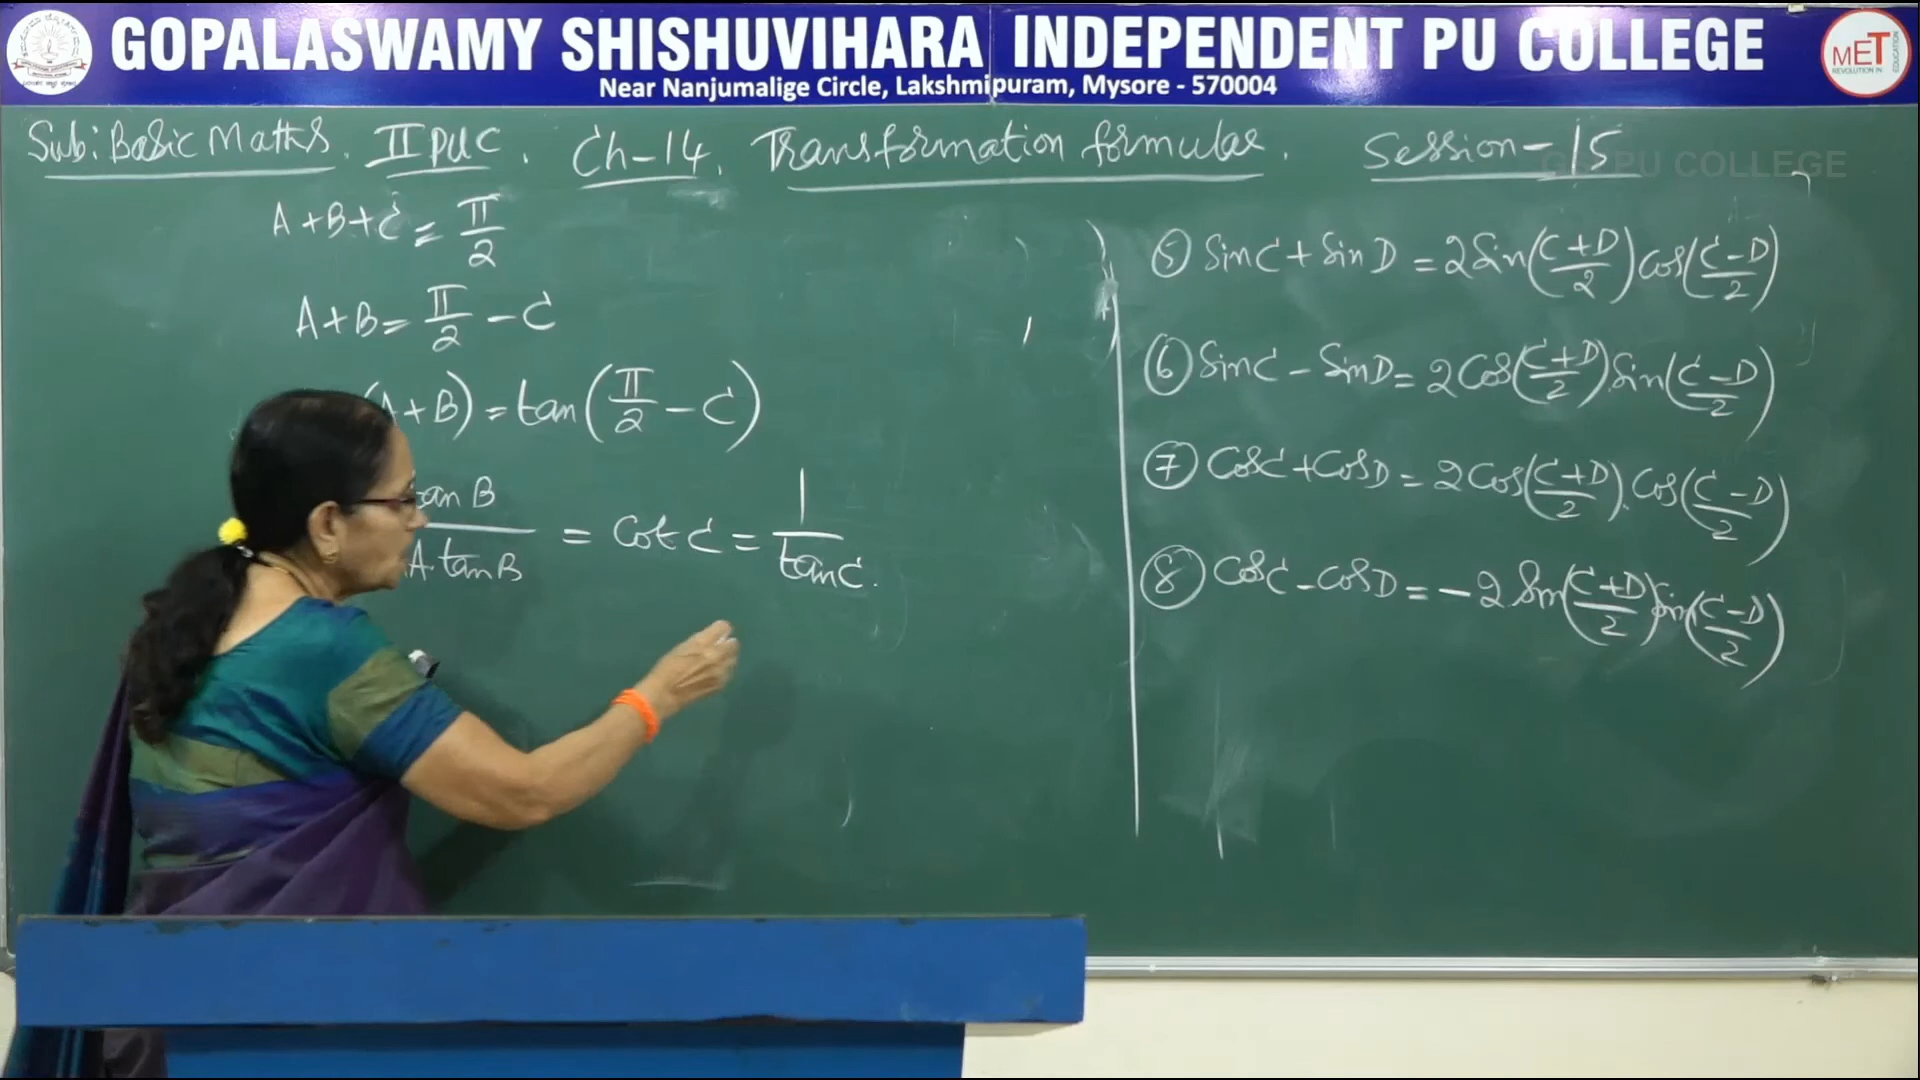 GOPALASWAMY SHISHUVIHARA INDEPENDENT PU COLLEGE
Near Nanjumalige Circle, Lakshmipuram, Mysore - 570004
MET
Sub: Basic Maths. II PUC. Ch-14. Transformation formulae. Session-15
PU COLLEGE
A+B+C = π/2
A+B = π/2 - C
A+B) = tan(π/2 - C)
tan B / A.tanB = Cot C = 1/tanC.
⑤ SinC + SinD = 2Sin(C+D/2) Cos(C-D/2)
⑥ SinC - SinD = 2Cos(C+D/2).Sin(C-D/2)
⑦ CosC + CosD = 2Cos(C+D/2).Cos(C-D/2)
⑧ CosC - CosD = -2 Sin(C+D/2) Sin(C-D/2)